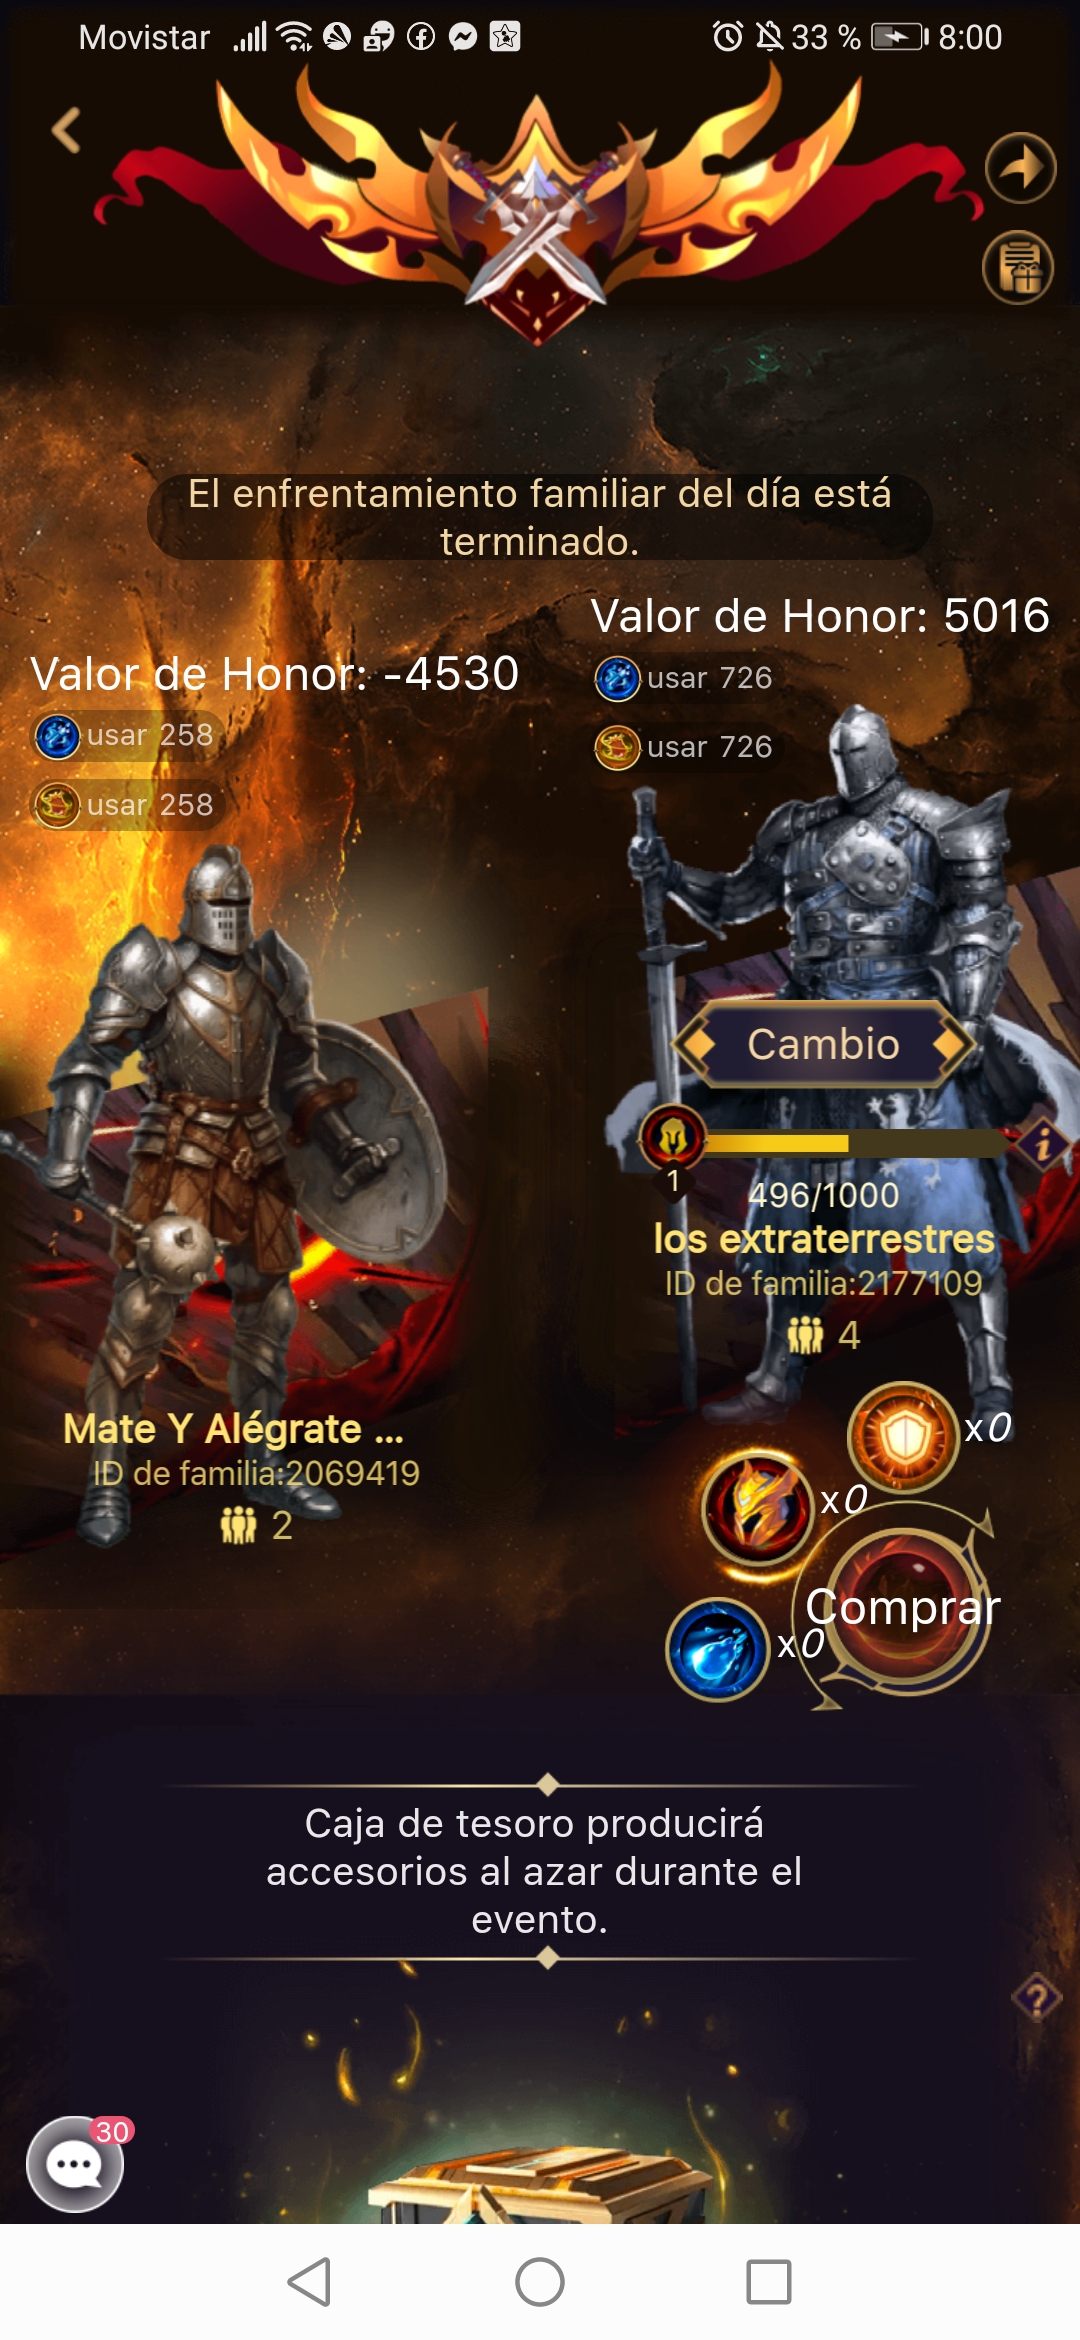 Movistar 33 % 8:00
El enfrentamiento familiar del día está
terminado.
Valor de Honor: 5016
usar 726
usar 726
Valor de Honor: -4530
usar 258
usar 258
Cambio
1
496/1000
los extraterrestres
ID de familia:2177109
4
Mate Y Alégrate ...
ID de familia:2069419
2
x0
x0
Comprar
x0
Caja de tesoro producirá
accesorios al azar durante el
evento.
?
30